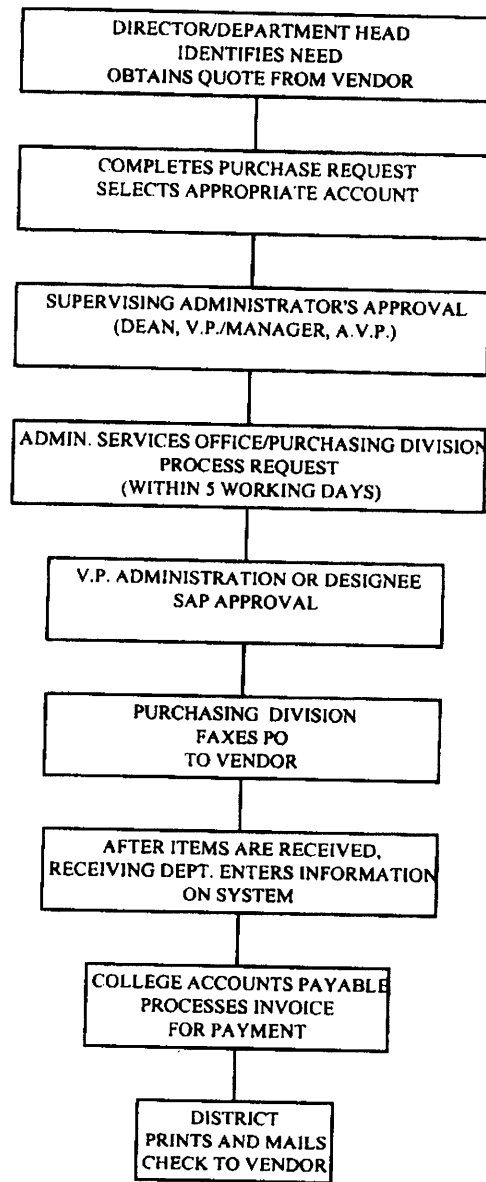 DIRECTOR/DEPARTMENT HEAD
IDENTIFIES NEED
OBTAINS QUOTE FROM VENDOR
COMPLETES PURCHASE REQUEST
SELECTS APPROPRIATE ACCOUNT
SUPERVISING ADMINISTRATOR'S APPROVAL
(DEAN, V.P./MANAGER, A.V.P.)
ADMIN. SERVICES OFFICE/PURCHASING DIVISION
PROCESS REQUEST
(WITHIN 5 WORKING DAYS)
V.P. ADMINISTRATION OR DESIGNEE
SAP APPROVAL
PURCHASING DIVISION
FAXES PO
TO VENDOR
AFTER ITEMS ARE RECEIVED,
RECEIVING DEPT. ENTERS INFORMATION
ON SYSTEM
COLLEGE ACCOUNTS PAYABLE
PROCESSES INVOICE
FOR PAYMENT
DISTRICT
PRINTS AND MAILS
CHECK TO VENDOR